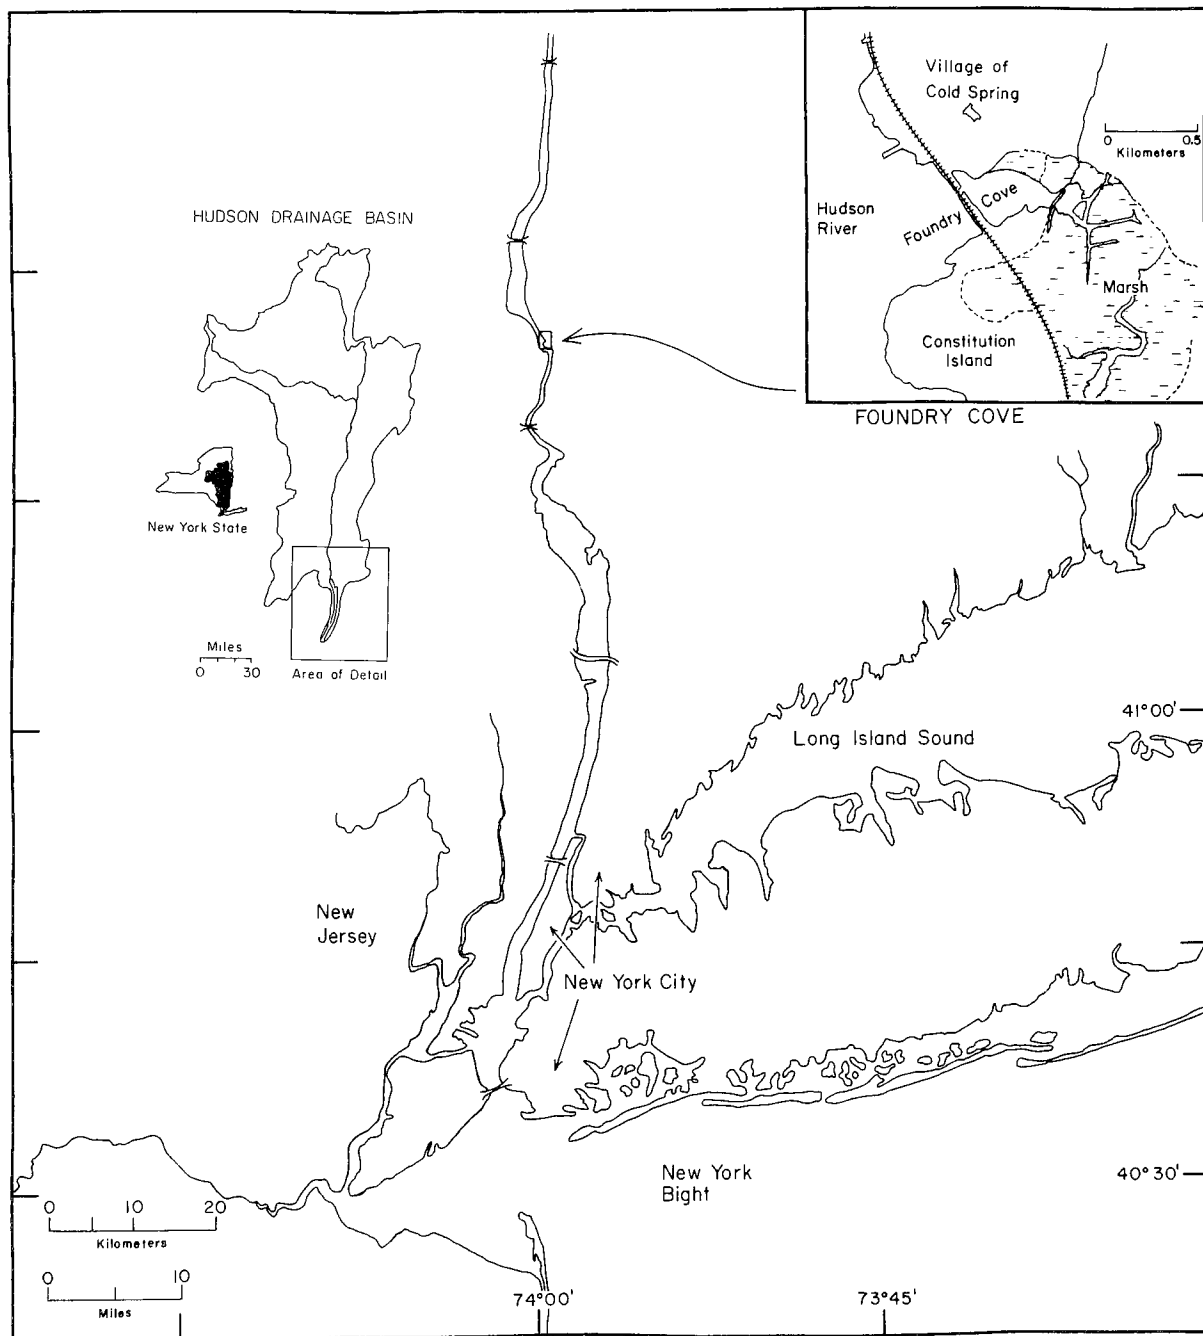 Village of
Cold Spring
0 0.5
Kilometers
Hudson
River
Foundry Cove
Marsh
Constitution
Island
FOUNDRY COVE
HUDSON DRAINAGE BASIN
New York State
Miles
0 30
Area of Detail
41°00'
Long Island Sound
New
Jersey
New York City
New York
Bight
40°30'
0 10 20
Kilometers
0 10
Miles
74°00'
73°45'